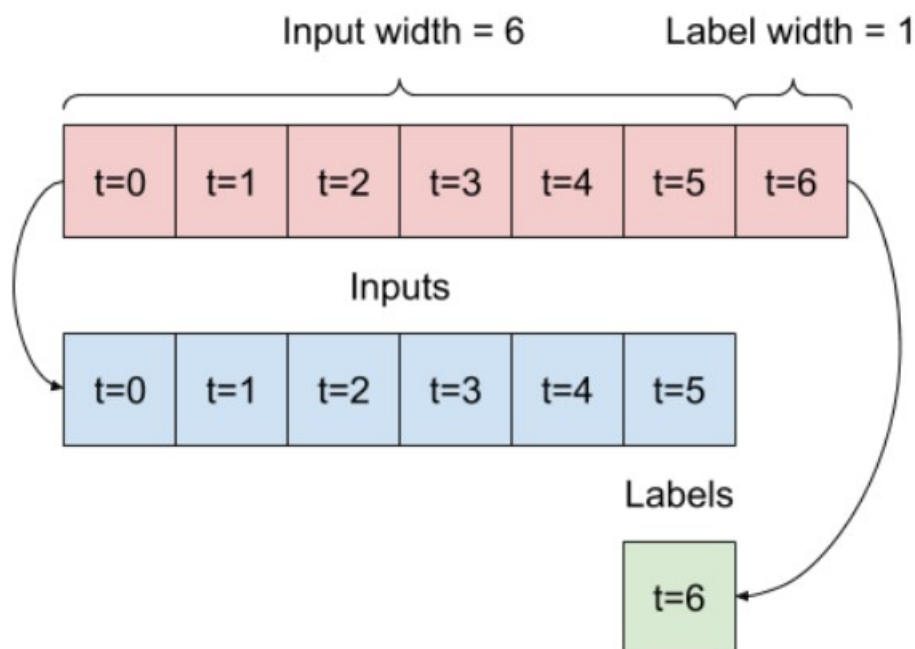 Input width = 6 Label width = 1
t=0 t=1 t=2 t=3 t=4 t=5 t=6
Inputs
t=0 t=1 t=2 t=3 t=4 t=5
Labels
t=6